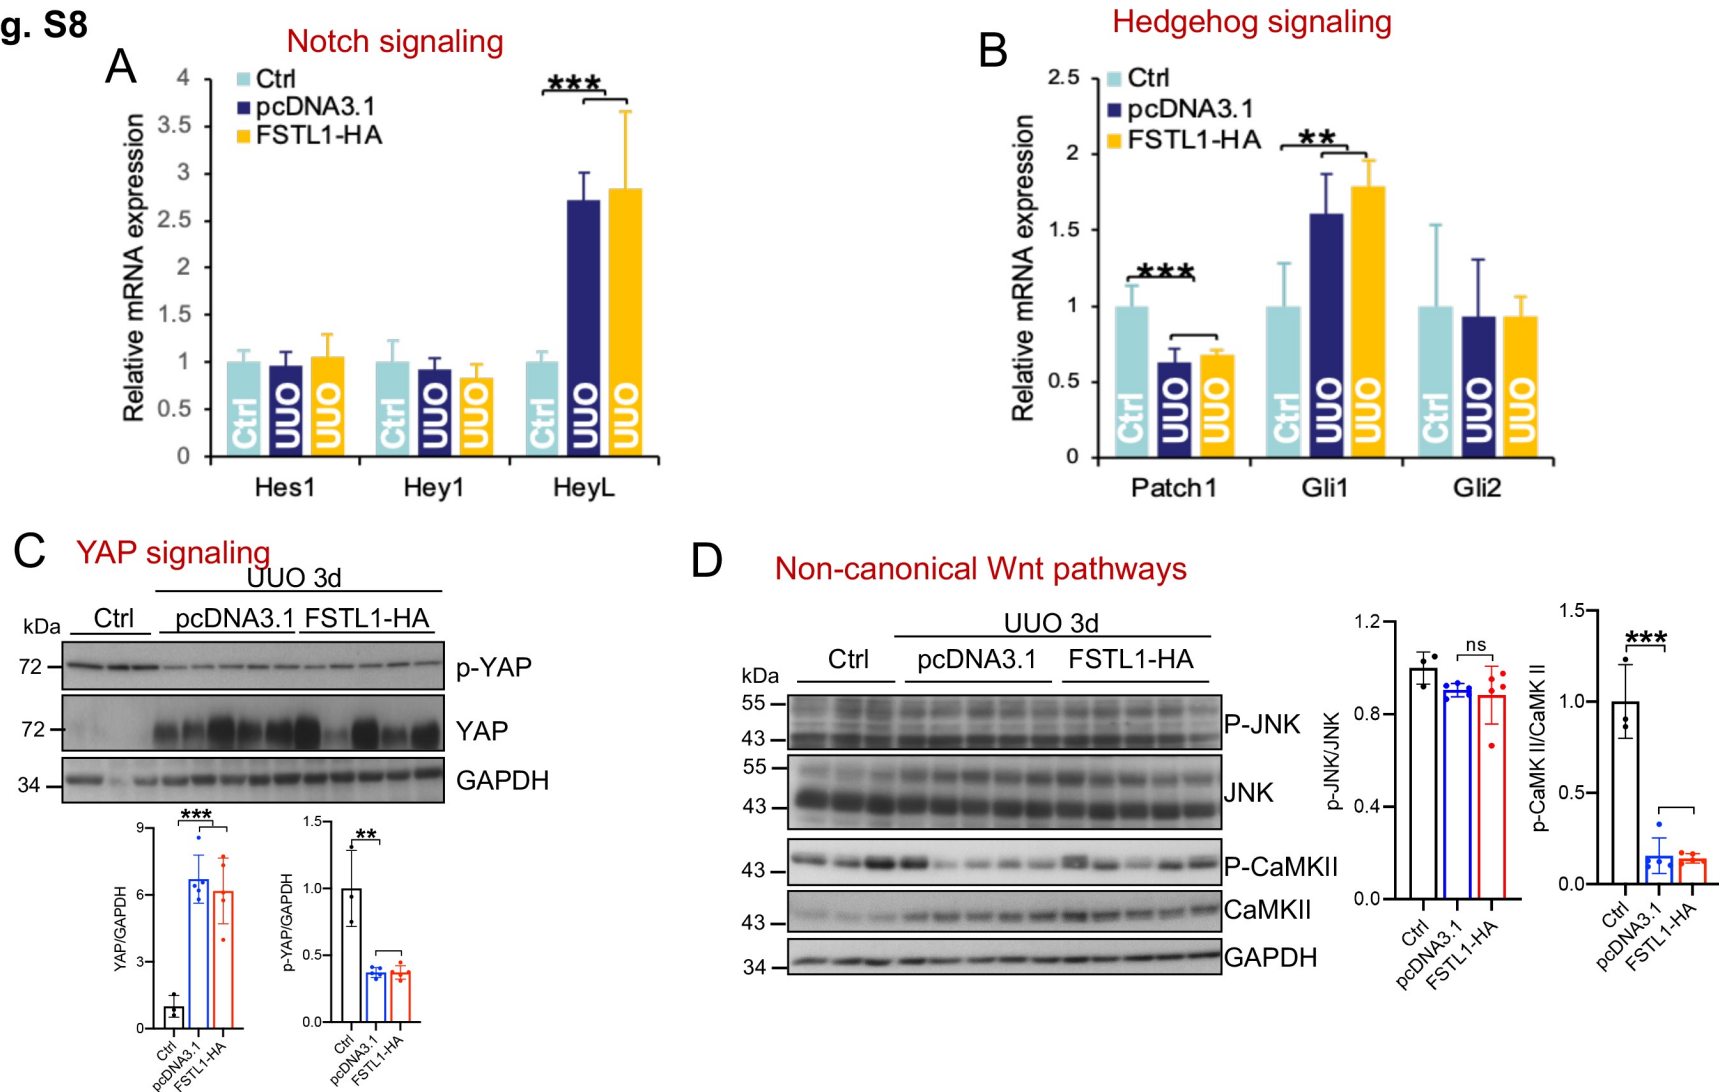 g. S8
A
Notch signaling
Relative mRNA expression
4
3.5
3
2.5
2
1.5
1
0.5
0
Ctrl
pcDNA3.1
FSTL1-HA
***
Ctrl
UUO
UUO
Ctrl
UUO
UUO
Ctrl
UUO
UUO
Hes1
Hey1
HeyL
B
Hedgehog signaling
Relative mRNA expression
2.5
2
1.5
1
0.5
0
Ctrl
pcDNA3.1
FSTL1-HA
***
**
Ctrl
UUO
UUO
Ctrl
UUO
UUO
Ctrl
UUO
UUO
Patch1
Gli1
Gli2
C
YAP signaling
UUO 3d
kDa
Ctrl
pcDNA3.1
FSTL1-HA
72
p-YAP
72
YAP
34
GAPDH
YAP/GAPDH
9
6
3
0
***
Ctrl
pcDNA3.1
FSTL1-HA
p-YAP/GAPDH
1.5
1.0
0.5
0.0
**
Ctrl
pcDNA3.1
FSTL1-HA
D
Non-canonical Wnt pathways
UUO 3d
kDa
Ctrl
pcDNA3.1
FSTL1-HA
55
43
P-JNK
55
43
JNK
43
P-CaMKII
43
CaMKII
34
GAPDH
p-JNK/JNK
1.2
0.8
0.4
0.0
ns
Ctrl
pcDNA3.1
FSTL1-HA
p-CaMK II/CaMK II
1.5
1.0
0.5
0.0
***
Ctrl
pcDNA3.1
FSTL1-HA